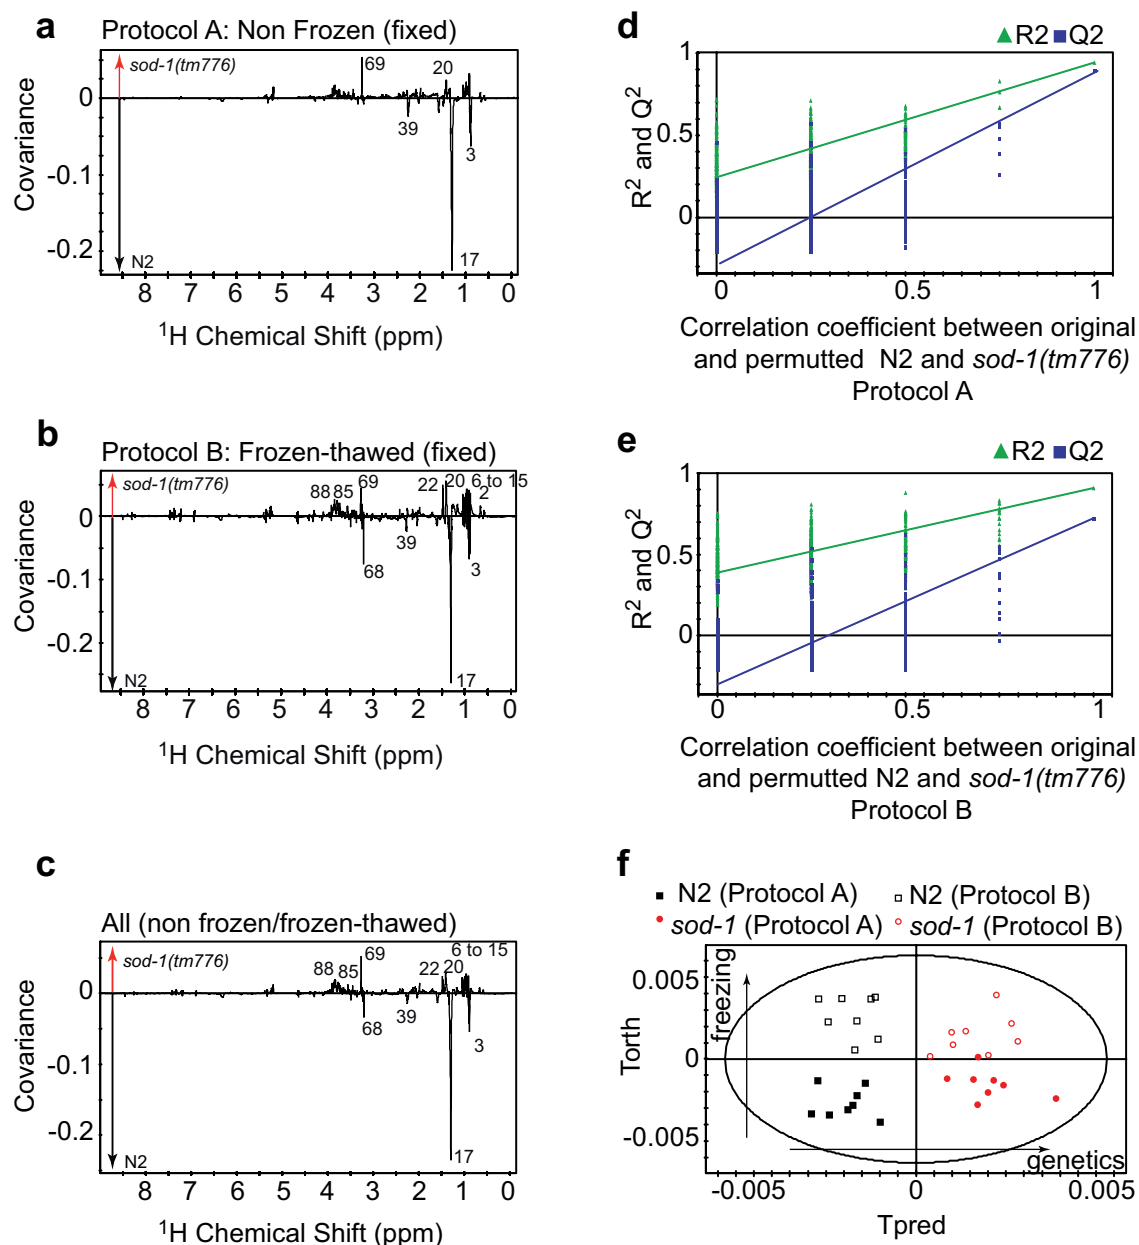 a
Protocol A: Non Frozen (fixed)
sod-1(tm776)
69
20
0
39
3
-0.1
-0.2
N2
17
Covariance
8 7 6 5 4 3 2 1 0
1H Chemical Shift (ppm)
b
Protocol B: Frozen-thawed (fixed)
sod-1(tm776)
69
22 20 6 to 15
88 85
2
0
39
68
3
-0.1
-0.2
N2
17
Covariance
8 7 6 5 4 3 2 1 0
1H Chemical Shift (ppm)
c
All (non frozen/frozen-thawed)
6 to 15
sod-1(tm776)
69
88 85
22 20
0
68
39
3
-0.1
-0.2
N2
17
Covariance
8 7 6 5 4 3 2 1 0
1H Chemical Shift (ppm)
d
R2 Q2
1
0.5
0
R2 and Q2
0 0.5 1
Correlation coefficient between original
and permutted N2 and sod-1(tm776)
Protocol A
e
R2 Q2
1
0.5
0
R2 and Q2
0 0.5 1
Correlation coefficient between original
and permutted N2 and sod-1(tm776)
Protocol B
f
N2 (Protocol A) N2 (Protocol B)
sod-1 (Protocol A) sod-1 (Protocol B)
0.005
freezing
0
Torth
-0.005
genetics
-0.005 0 0.005
Tpred